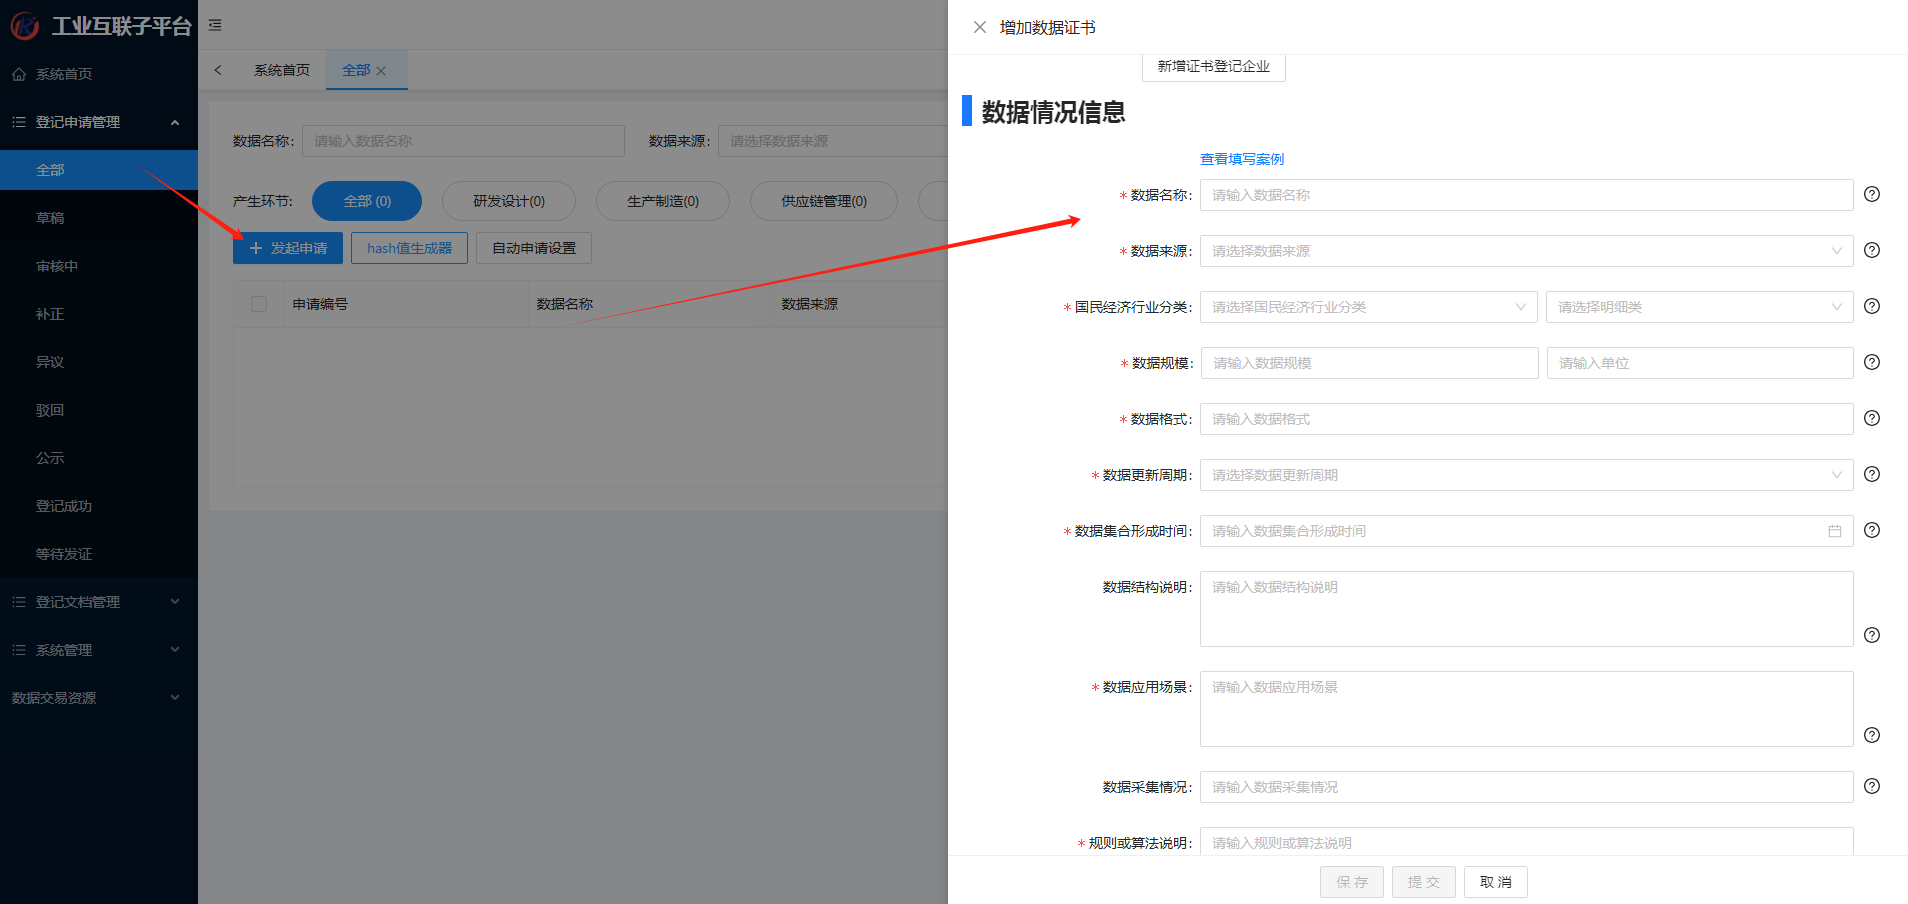 工业互联子平台
系统首页
登记申请管理
全部
草稿
审核中
补正
异议
驳回
公示
登记成功
等待发证
登记文档管理
系统管理
数据交易资源
系统首页 全部
数据名称: 请输入数据名称 数据来源: 请选择数据来源
产生环节: 全部 (0) 研发设计(0) 生产制造(0) 供应链管理(0)
发起申请 hash值生成器 自动申请设置
申请编号 数据名称 数据来源
增加数据证书
新增证书登记企业
数据情况信息
查看填写案例
* 数据名称: 请输入数据名称
* 数据来源: 请选择数据来源
* 国民经济行业分类: 请选择国民经济行业分类 请选择明细类
* 数据规模: 请输入数据规模 请输入单位
* 数据格式: 请输入数据格式
* 数据更新周期: 请选择数据更新周期
* 数据集合形成时间: 请输入数据集合形成时间
数据结构说明: 请输入数据结构说明
* 数据应用场景: 请输入数据应用场景
数据采集情况: 请输入数据采集情况
* 规则或算法说明: 请输入规则或算法说明
保 存 提 交 取 消